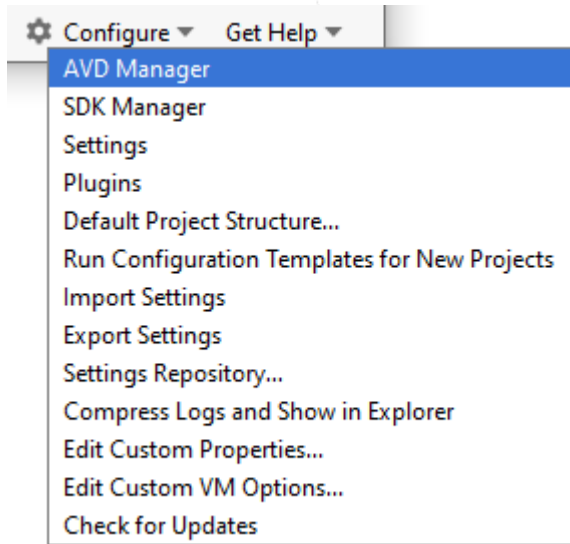 Configure Get Help
AVD Manager
SDK Manager
Settings
Plugins
Default Project Structure...
Run Configuration Templates for New Projects
Import Settings
Export Settings
Settings Repository...
Compress Logs and Show in Explorer
Edit Custom Properties...
Edit Custom VM Options...
Check for Updates